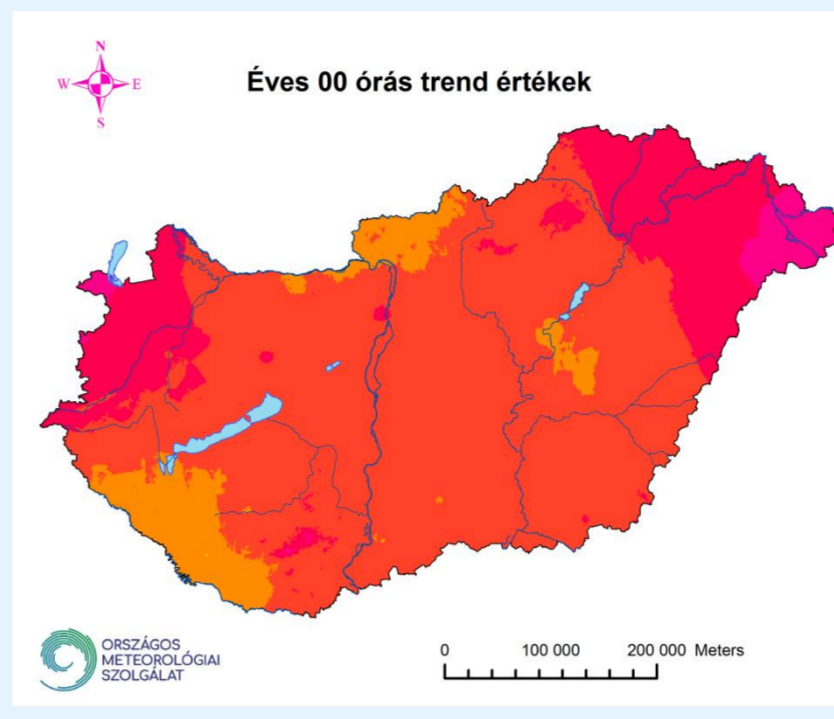 N
W E
S
Éves 00 órás trend értékek
ORSZÁGOS
METEOROLÓGIAI
SZOLGÁLAT
0 100 000 200 000 Meters